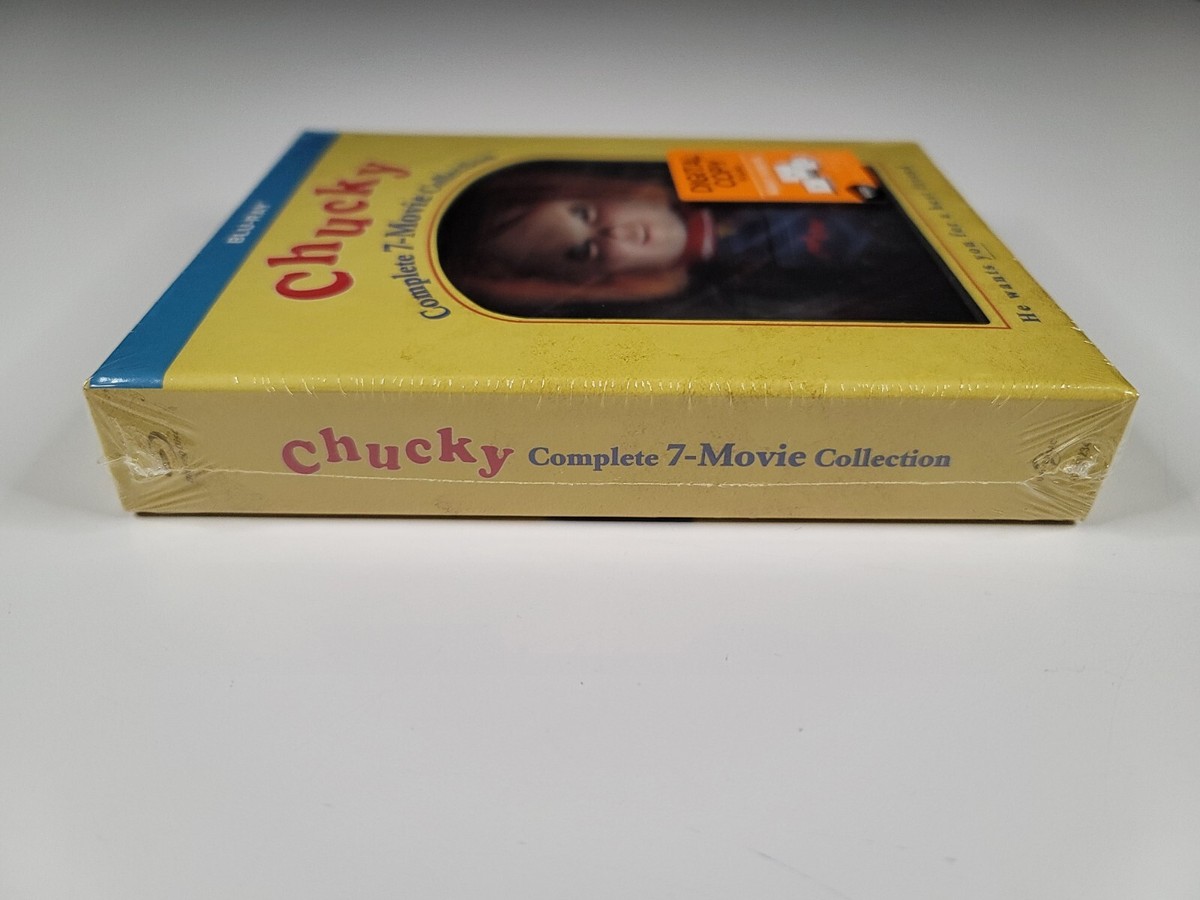 BLU-RAY
Chucky
Complete 7-Movie Collection
DIGITAL
COPY
He wants you for a best friend
Chucky Complete 7-Movie Collection